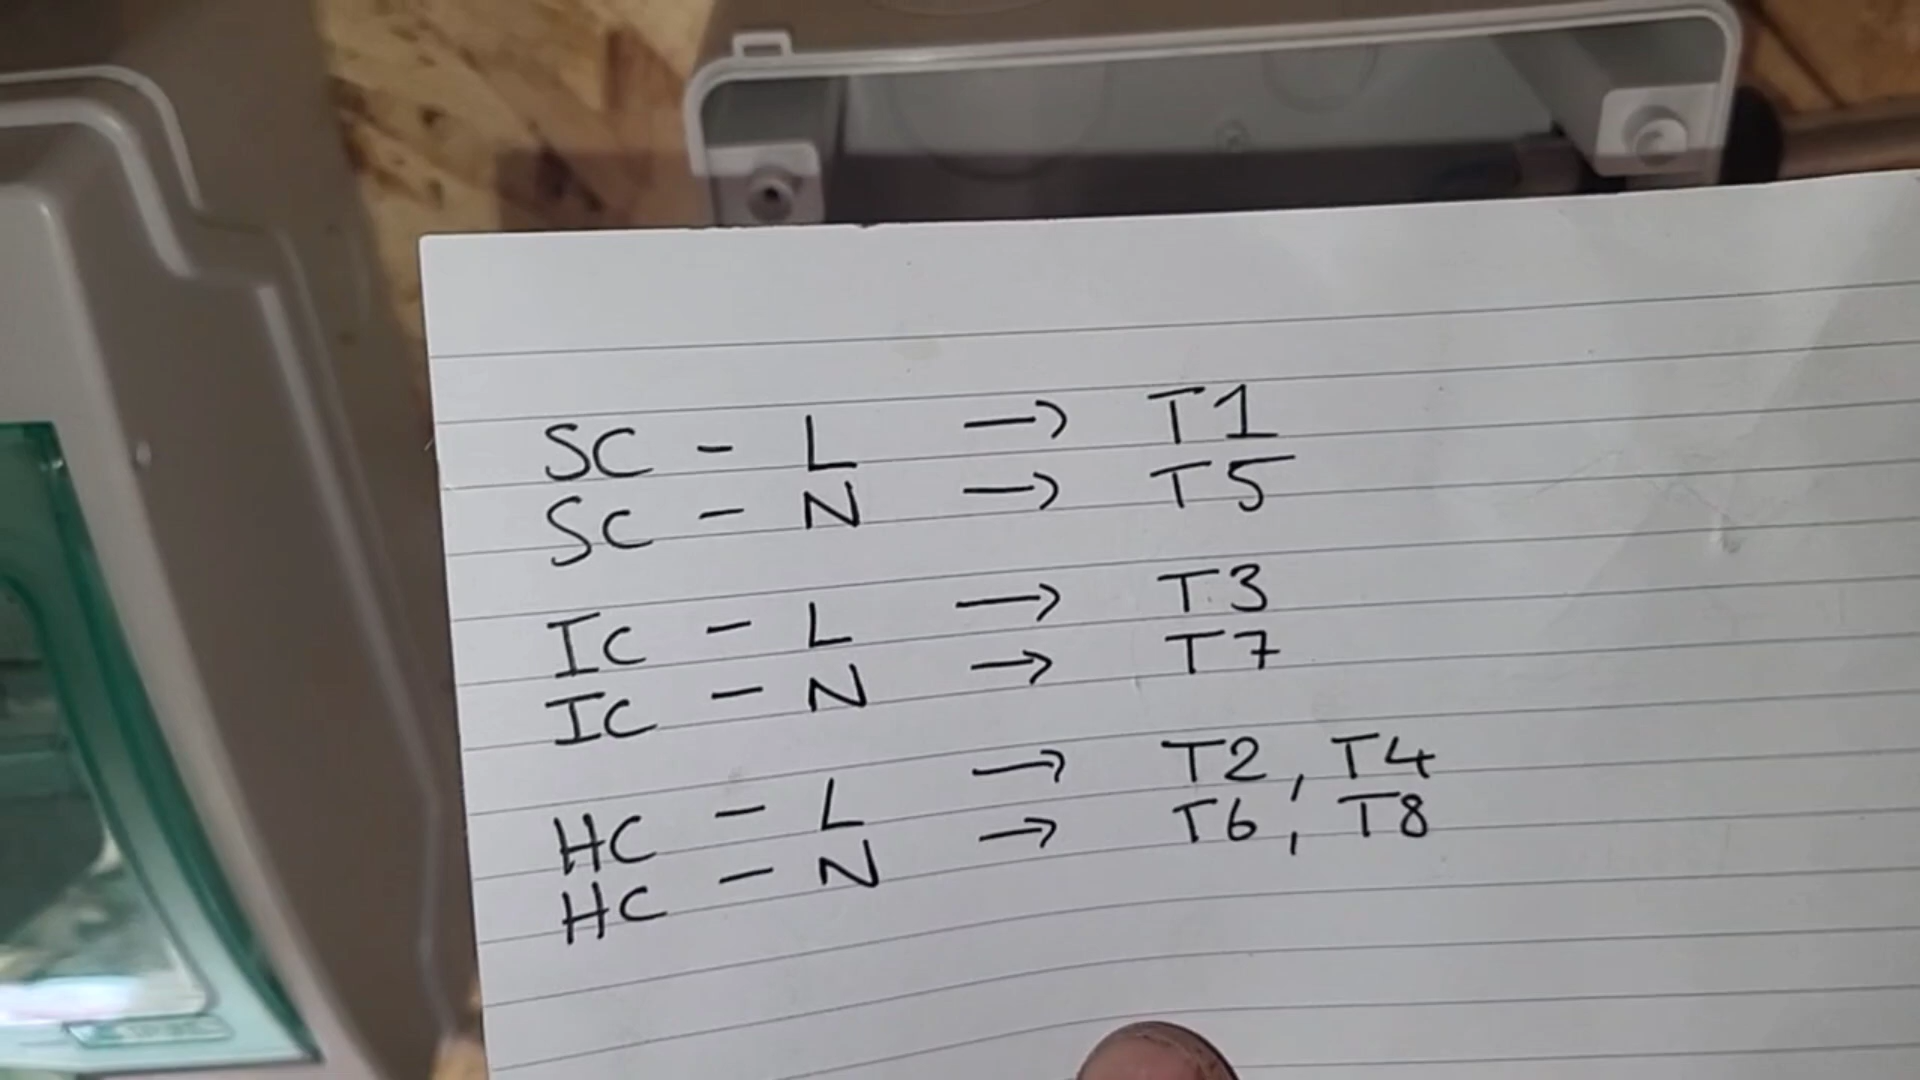 SC - L → T1
SC - N → T5
IC - L → T3
IC - N → T7
HC - L → T2, T4
HC - N → T6, T8